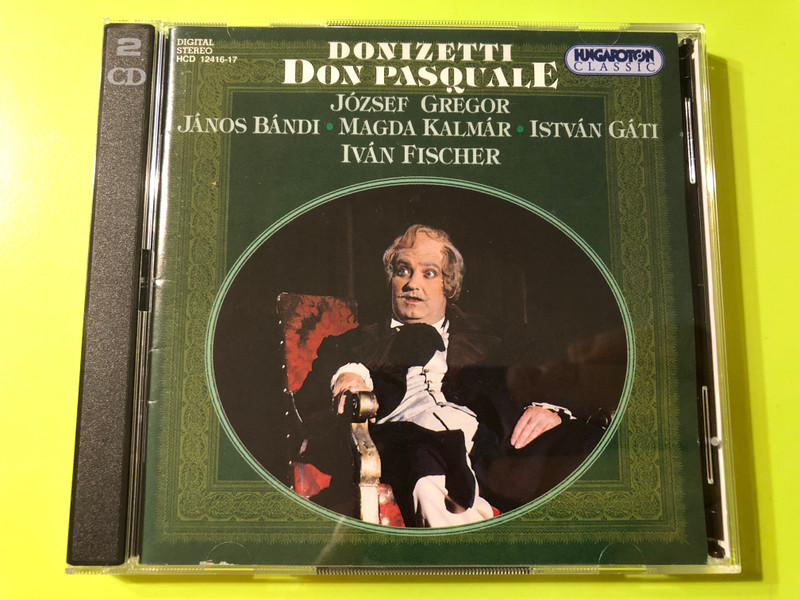 2
CD
DIGITAL
STEREO
HCD 12416-17
DONIZETTI
DON PASQUALE
HUNGAROTON
CLASSIC
JÓZSEF GREGOR
JÁNOS BÁNDI • MAGDA KALMÁR • ISTVÁN GÁTI
IVÁN FISCHER